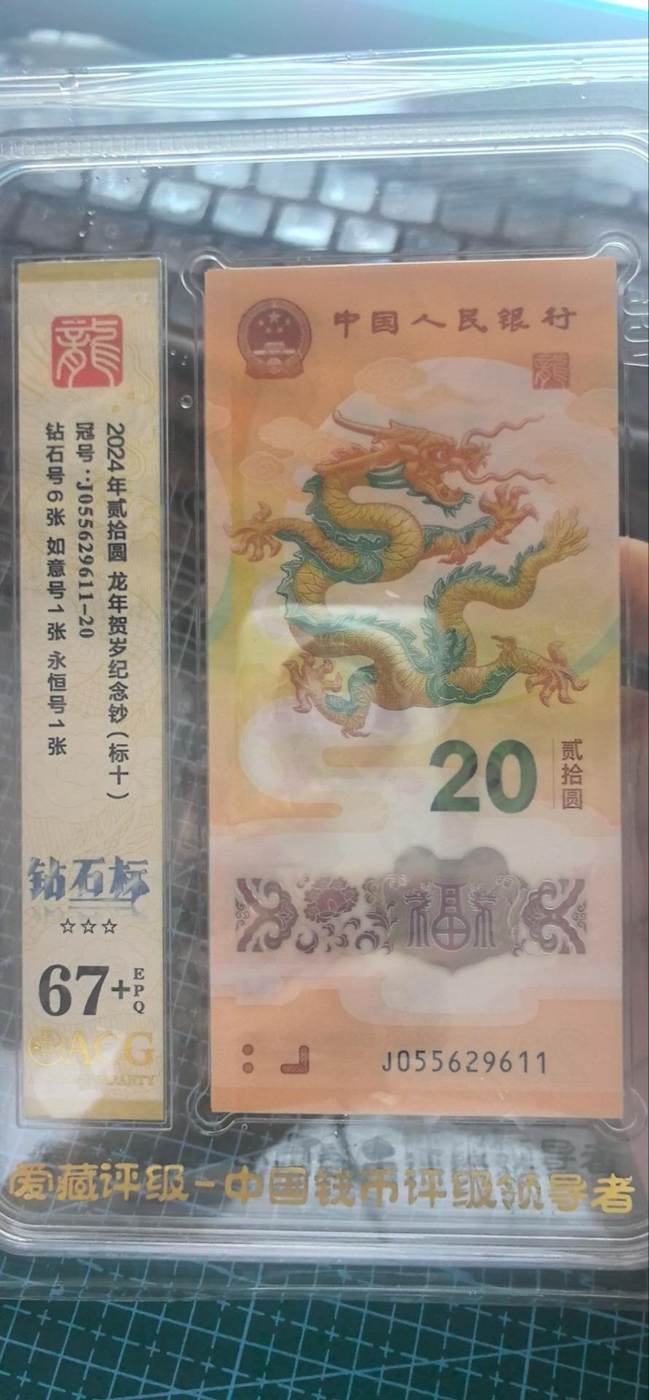 龍
2024年贰拾圆 龙年贺岁纪念钞(标十)
冠号:J055629611-20
钻石号6张 如意号1张 永恒号1张
钻石标
☆☆☆
67+
EPQ
ACG
中国人民银行
龍
20
贰拾圆
福
J055629611
爱藏评级-中国钱币评级领导者